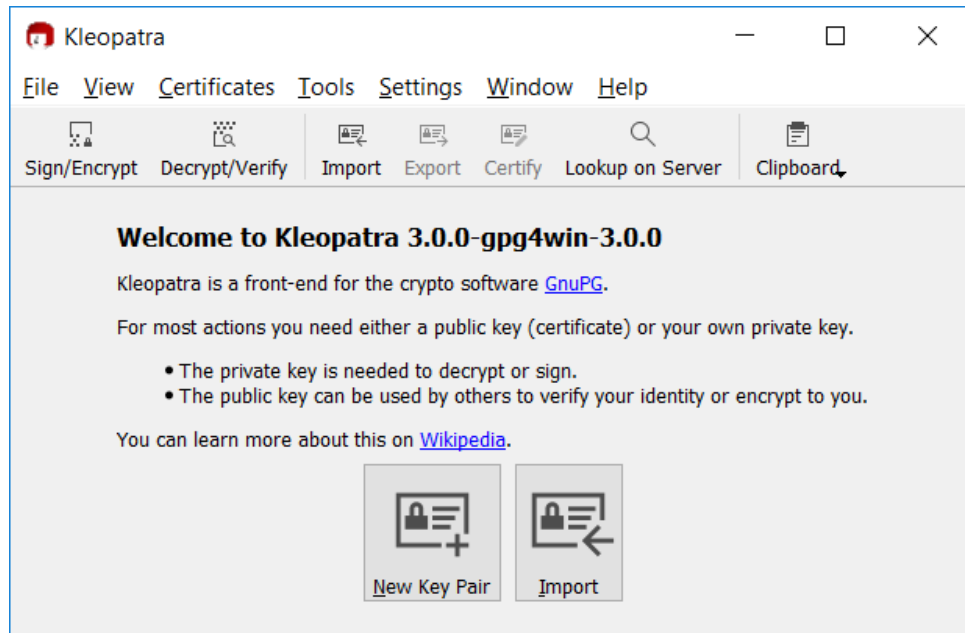 Kleopatra
File View Certificates Tools Settings Window Help
Sign/Encrypt Decrypt/Verify Import Export Certify Lookup on Server Clipboard
Welcome to Kleopatra 3.0.0-gpg4win-3.0.0
Kleopatra is a front-end for the crypto software GnuPG.
For most actions you need either a public key (certificate) or your own private key.
• The private key is needed to decrypt or sign.
• The public key can be used by others to verify your identity or encrypt to you.
You can learn more about this on Wikipedia.
New Key Pair Import